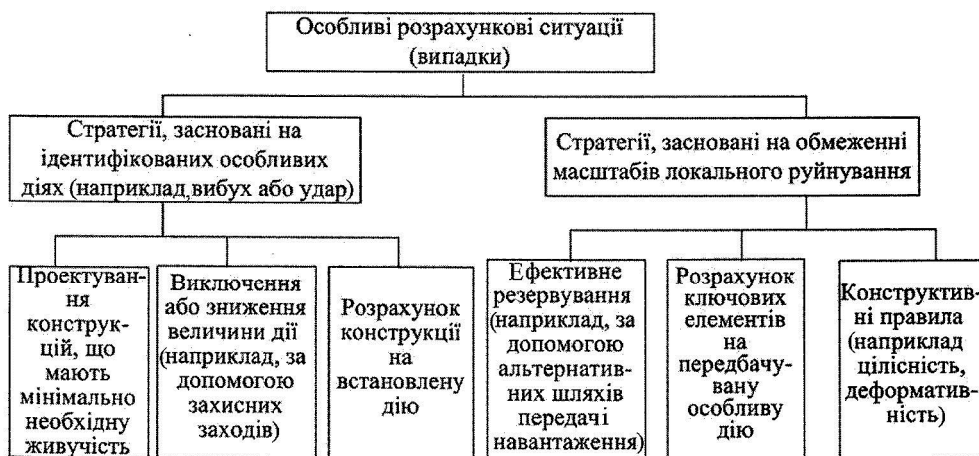 Особливі розрахункові ситуації
(випадки)
Стратегії, засновані на
ідентифікованих особливих
діях (наприклад,вибух або удар)
Стратегії, засновані на обмеженні
масштабів локального руйнування
Проектуван-
ня
конструк-
цій, що
мають
мінімально
необхідну
живучість
Виключення
або зниження
величини дії
(наприклад, за
допомогою
захисних
заходів)
Розрахунок
конструкції
на
встановлену
дію
Ефективне
резервування
(наприклад, за
допомогою
альтернатив-
них шляхів
передачі
навантаження)
Розрахунок
ключових
елементів
на
передбачу-
вану
особливу
дію
Конструктив-
ні правила
(наприклад
цілісність,
деформатив-
ність)